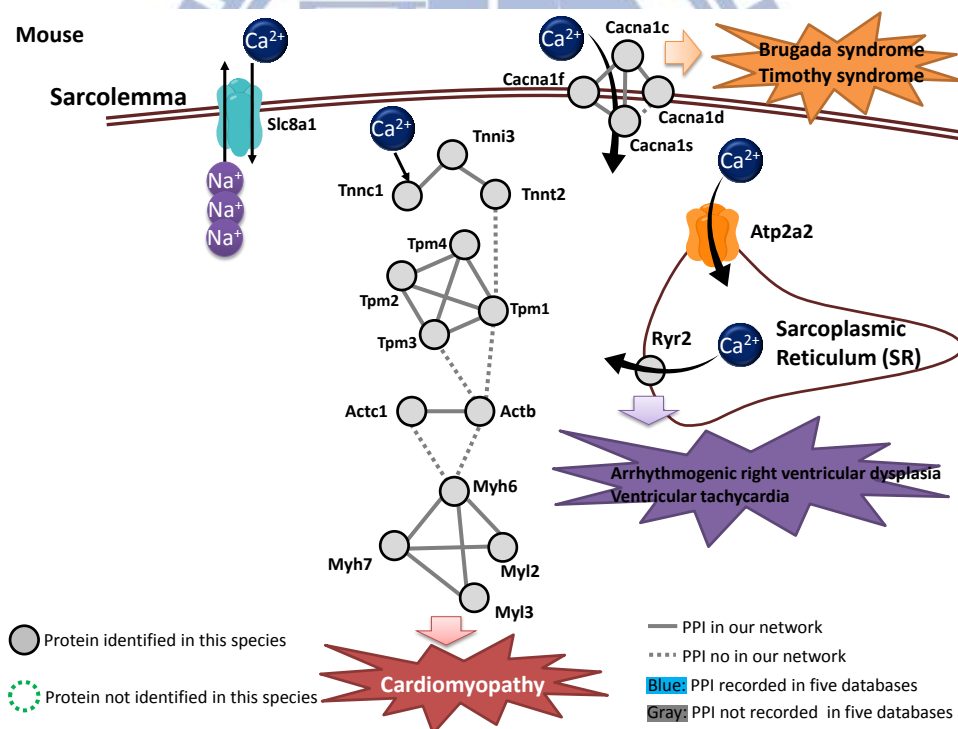 Mouse
Ca2+
Ca2+
Cacna1c
Brugada syndrome
Timothy syndrome
Cacna1f
Sarcolemma
Slc8a1
Cacna1d
Ca2+
Tnni3
Cacna1s
Ca2+
Na+
Na+
Na+
Tnnc1
Tnnt2
Atp2a2
Tpm4
Tpm2
Tpm1
Tpm3
Ryr2
Ca2+
Sarcoplasmic
Reticulum (SR)
Actc1
Actb
Arrhythmogenic right ventricular dysplasia
Ventricular tachycardia
Myh6
Myh7
Myl2
Myl3
Cardiomyopathy
Protein identified in this species
Protein not identified in this species
PPI in our network
PPI no in our network
Blue: PPI recorded in five databases
Gray: PPI not recorded in five databases